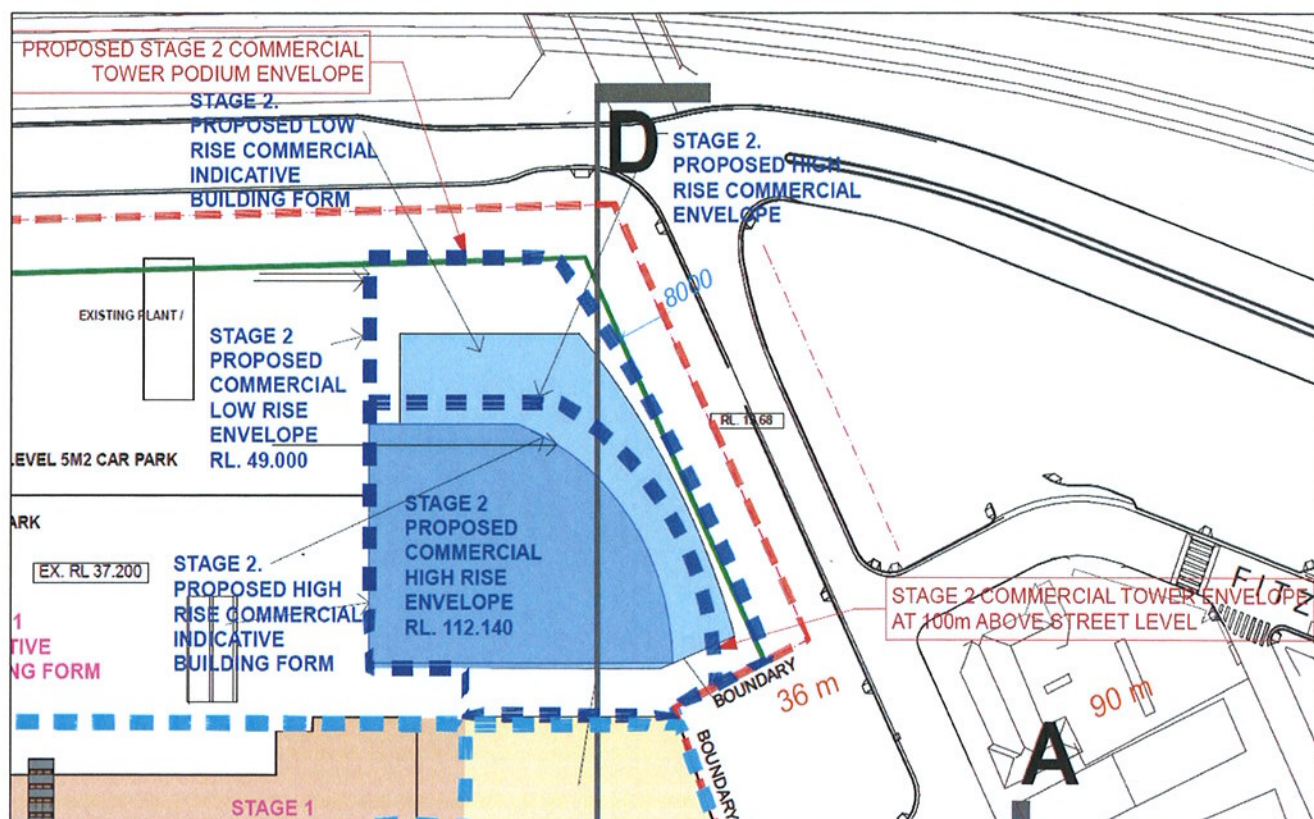 PROPOSED STAGE 2 COMMERCIAL
TOWER PODIUM ENVELOPE
STAGE 2.
PROPOSED LOW
RISE COMMERCIAL
INDICATIVE
BUILDING FORM
D
STAGE 2.
PROPOSED HIGH
RISE COMMERCIAL
ENVELOPE
8000
EXISTING PLANT /
STAGE 2
PROPOSED
COMMERCIAL
LOW RISE
ENVELOPE
RL. 49.000
LEVEL 5M2 CAR PARK
ARK
EX. RL 37.200
STAGE 2
PROPOSED
COMMERCIAL
HIGH RISE
ENVELOPE
RL. 112.140
STAGE 2.
PROPOSED HIGH
RISE COMMERCIAL
INDICATIVE
BUILDING FORM
1
TIVE
NG FORM
STAGE 2 COMMERCIAL TOWER ENVELOPE
AT 100m ABOVE STREET LEVEL
FITZ
BOUNDARY
36 m
90 m
BOUNDARY
A
STAGE 1